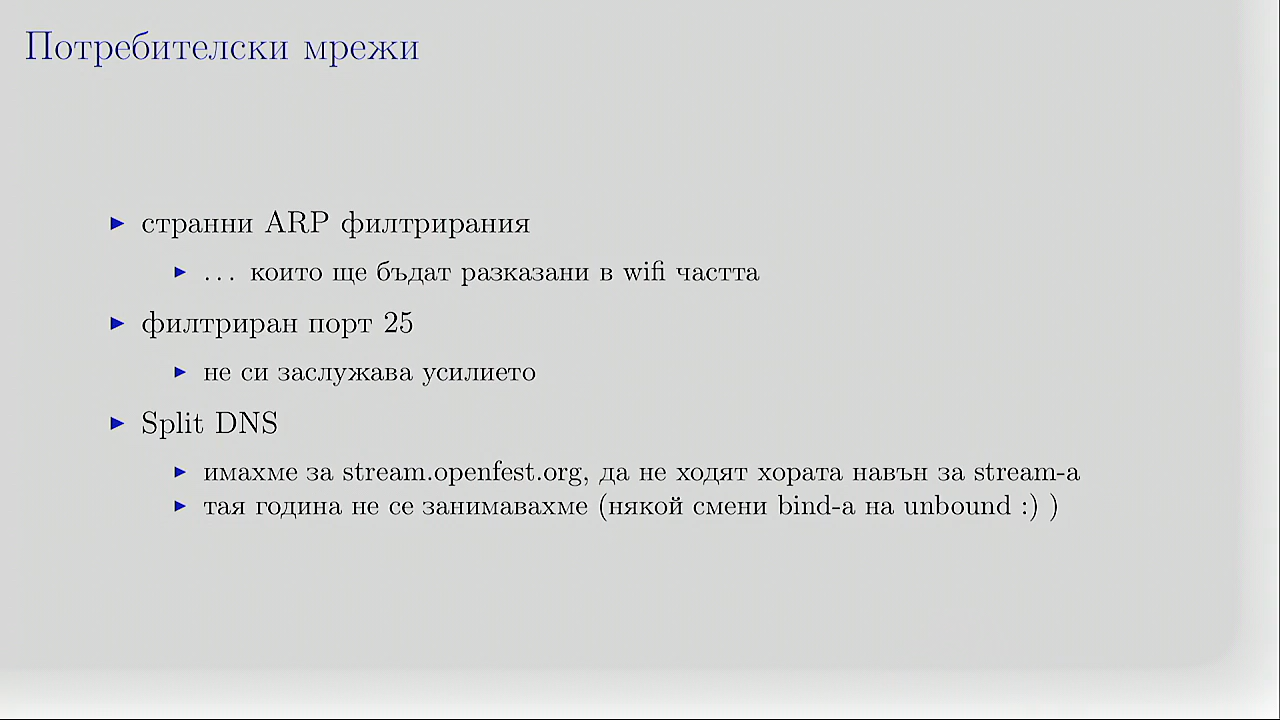 Потребителски мрежи
странни ARP филтрирания
... които ще бъдат разказани в wifi частта
филтриран порт 25
не си заслужава усилието
Split DNS
имахме за stream.openfest.org, да не ходят хората навън за stream-а
тая година не се занимавахме (някой смени bind-а на unbound :) )